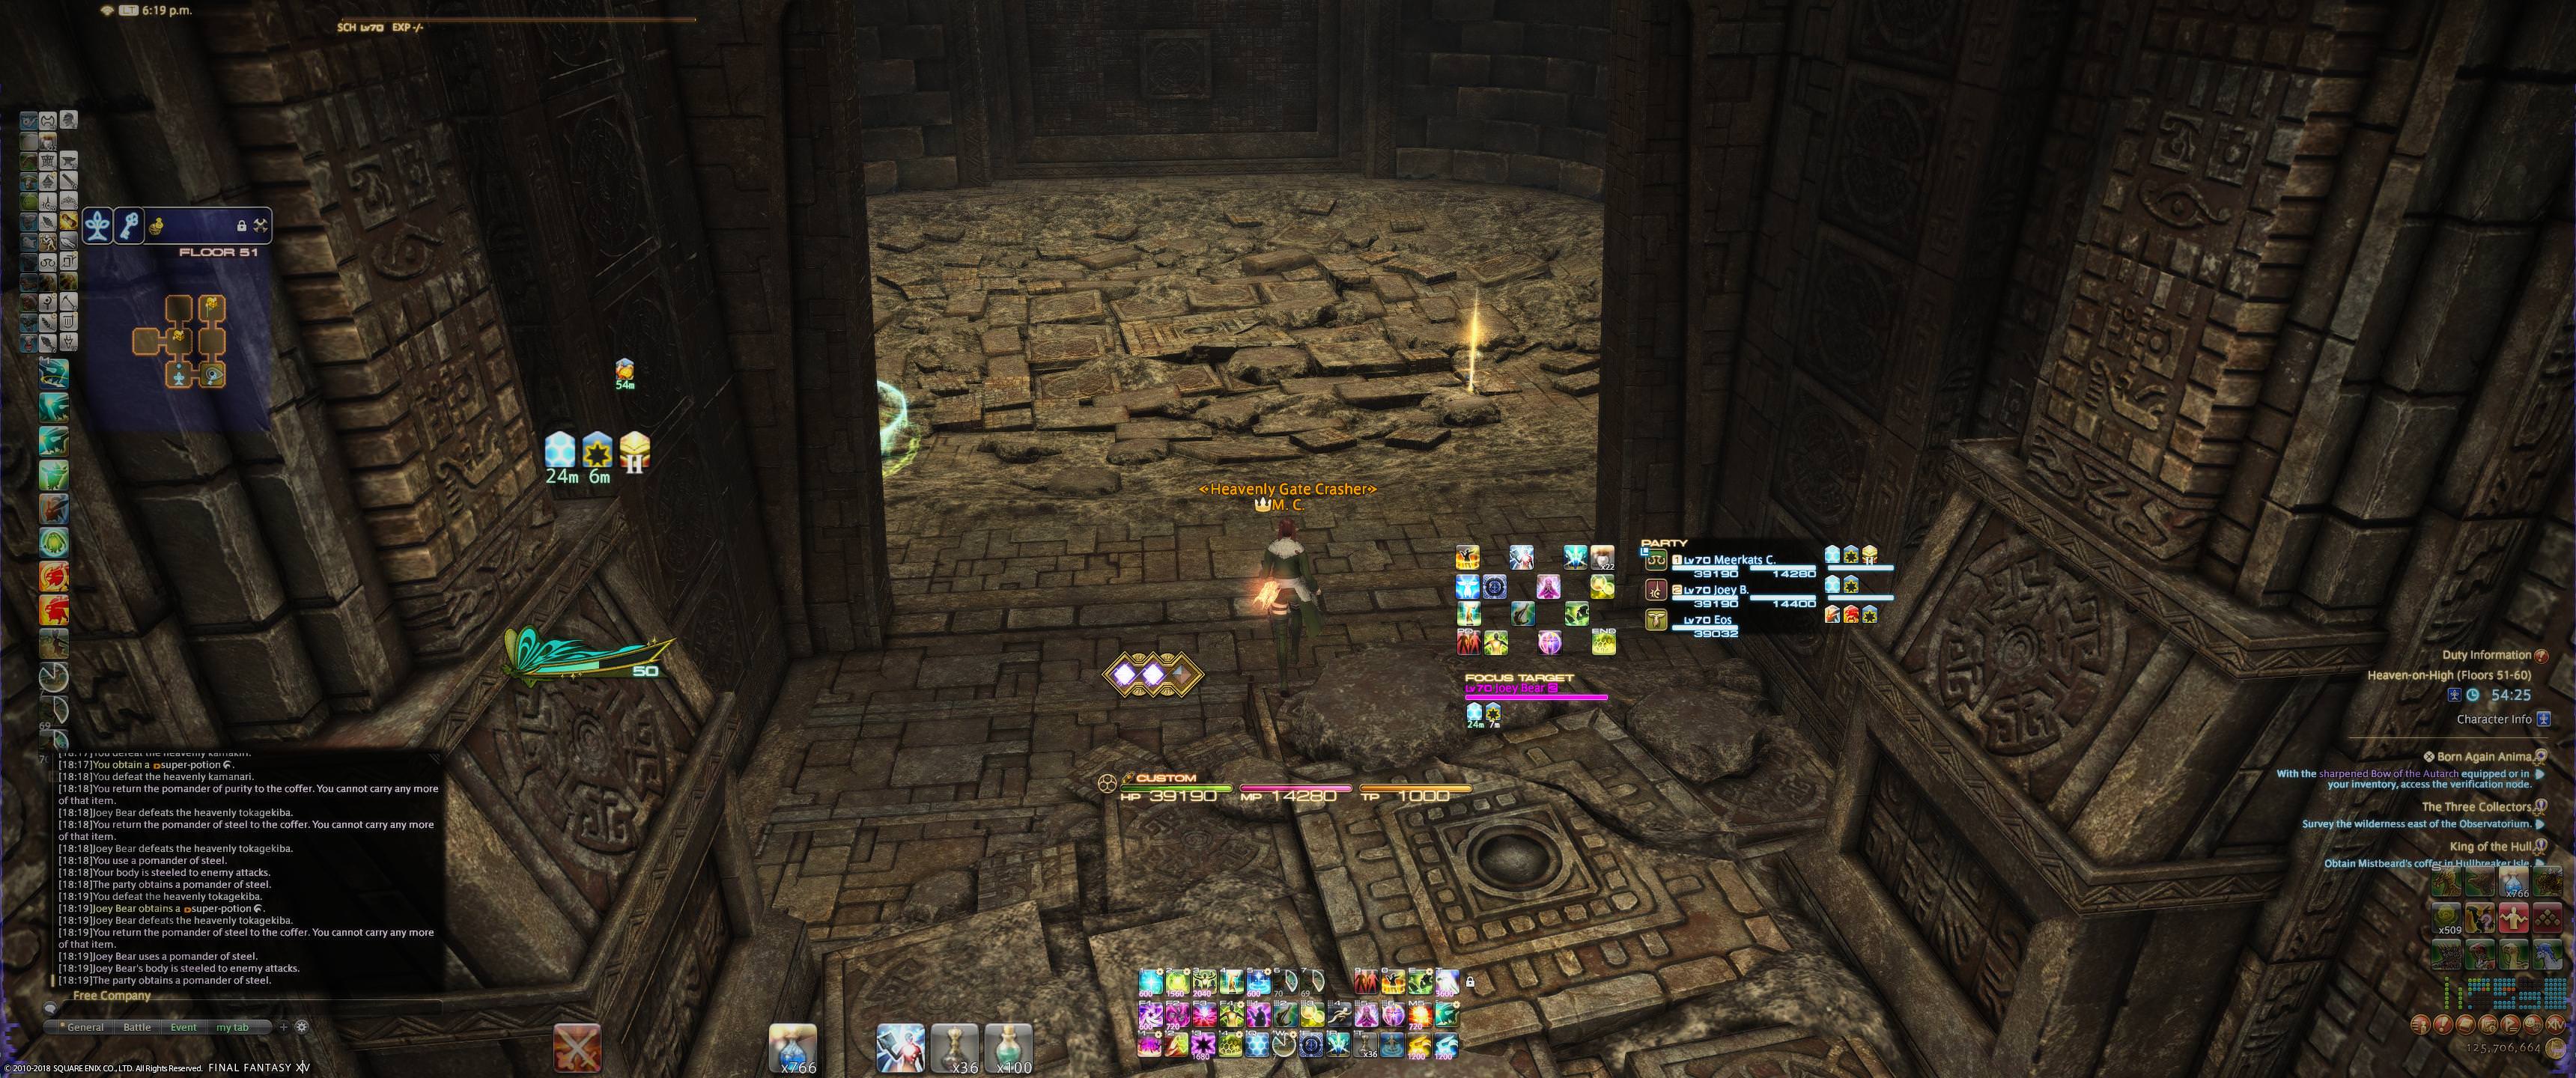 LT 6:19 p.m.
SCH Lv70 EXP -/-
FLOOR 51
54m
24m 6m II
«Heavenly Gate Crasher»
M. C.
50
x22
PARTY
1 Lv70 Meerkats C.
39190 14280
2 Lv70 Joey B.
39190 14400
Lv70 Eos
39032
FOCUS TARGET
Lv70 Joey Bear
24m 7m
CUSTOM
HP 39190 MP 14280 TP 1000
Duty Information
Heaven-on-High (Floors 51-60)
54:25
Character Info
Born Again Anima
With the sharpened Bow of the Autarch equipped or in
your inventory, access the verification node.
The Three Collectors
Survey the wilderness east of the Observatorium.
King of the Hull
Obtain Mistbeard's coffer in Hullbreaker Isle.
x766
x509
125,706,664
[18:17]You defeat the heavenly kamanari.
[18:17]You obtain a super-potion.
[18:18]You defeat the heavenly kamanari.
[18:18]You return the pomander of purity to the coffer. You cannot carry any more
of that item.
[18:18]Joey Bear defeats the heavenly tokagekiba.
[18:18]You return the pomander of steel to the coffer. You cannot carry any more
of that item.
[18:18]Joey Bear defeats the heavenly tokagekiba.
[18:18]You use a pomander of steel.
[18:18]Your body is steeled to enemy attacks.
[18:18]The party obtains a pomander of steel.
[18:19]You defeat the heavenly tokagekiba.
[18:19]Joey Bear obtains a super-potion.
[18:19]Joey Bear defeats the heavenly tokagekiba.
[18:19]You return the pomander of steel to the coffer. You cannot carry any more
of that item.
[18:19]Joey Bear uses a pomander of steel.
[18:19]Joey Bear's body is steeled to enemy attacks.
[18:19]The party obtains a pomander of steel.
Free Company
General Battle Event my tab
x766 x36 x100
© 2010-2018 SQUARE ENIX CO., LTD. All Rights Reserved. FINAL FANTASY XIV